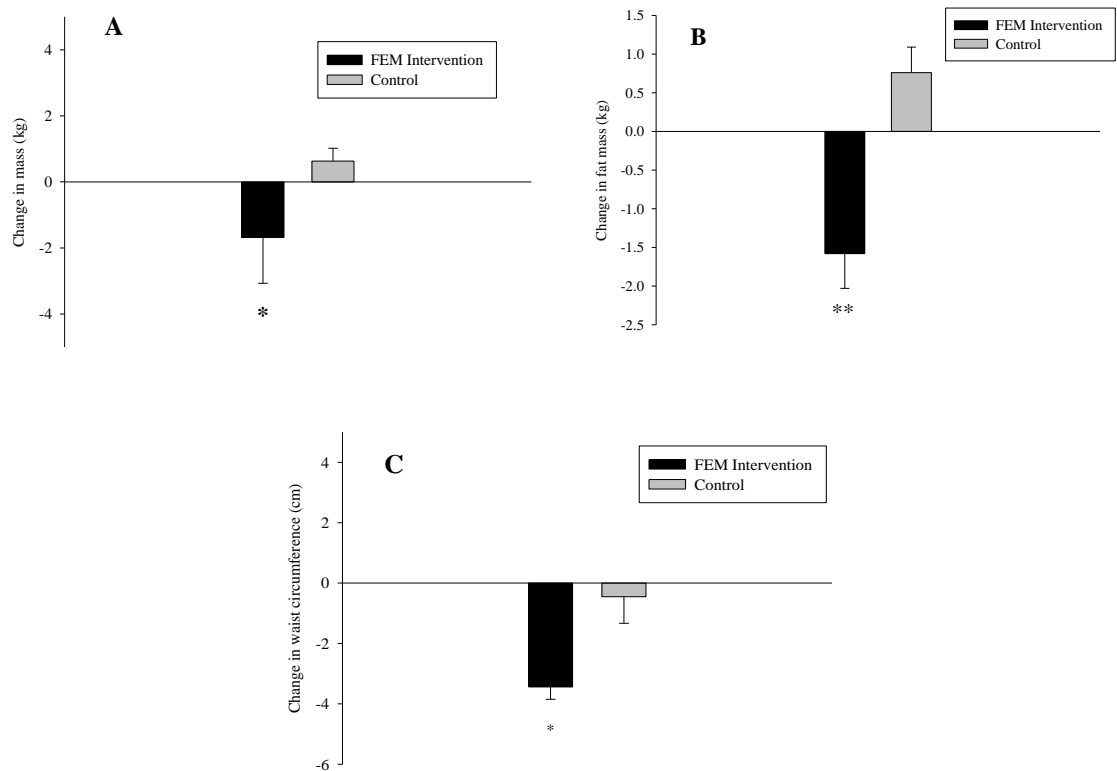 A
FEM Intervention
Control
Change in mass (kg)
4
2
0
-2
-4
*
B
FEM Intervention
Control
Change in fat mass (kg)
1.5
1.0
0.5
0.0
-0.5
-1.0
-1.5
-2.0
-2.5
**
C
FEM Intervention
Control
Change in waist circumference (cm)
4
2
0
-2
-4
-6
*